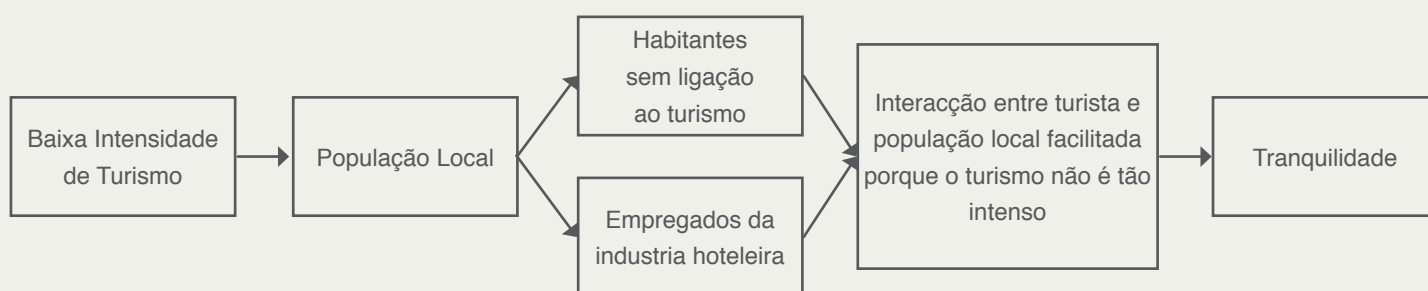 Baixa Intensidade
de Turismo
População Local
Habitantes
sem ligação
ao turismo
Empregados da
industria hoteleira
Interacção entre turista e
população local facilitada
porque o turismo não é tão
intenso
Tranquilidade